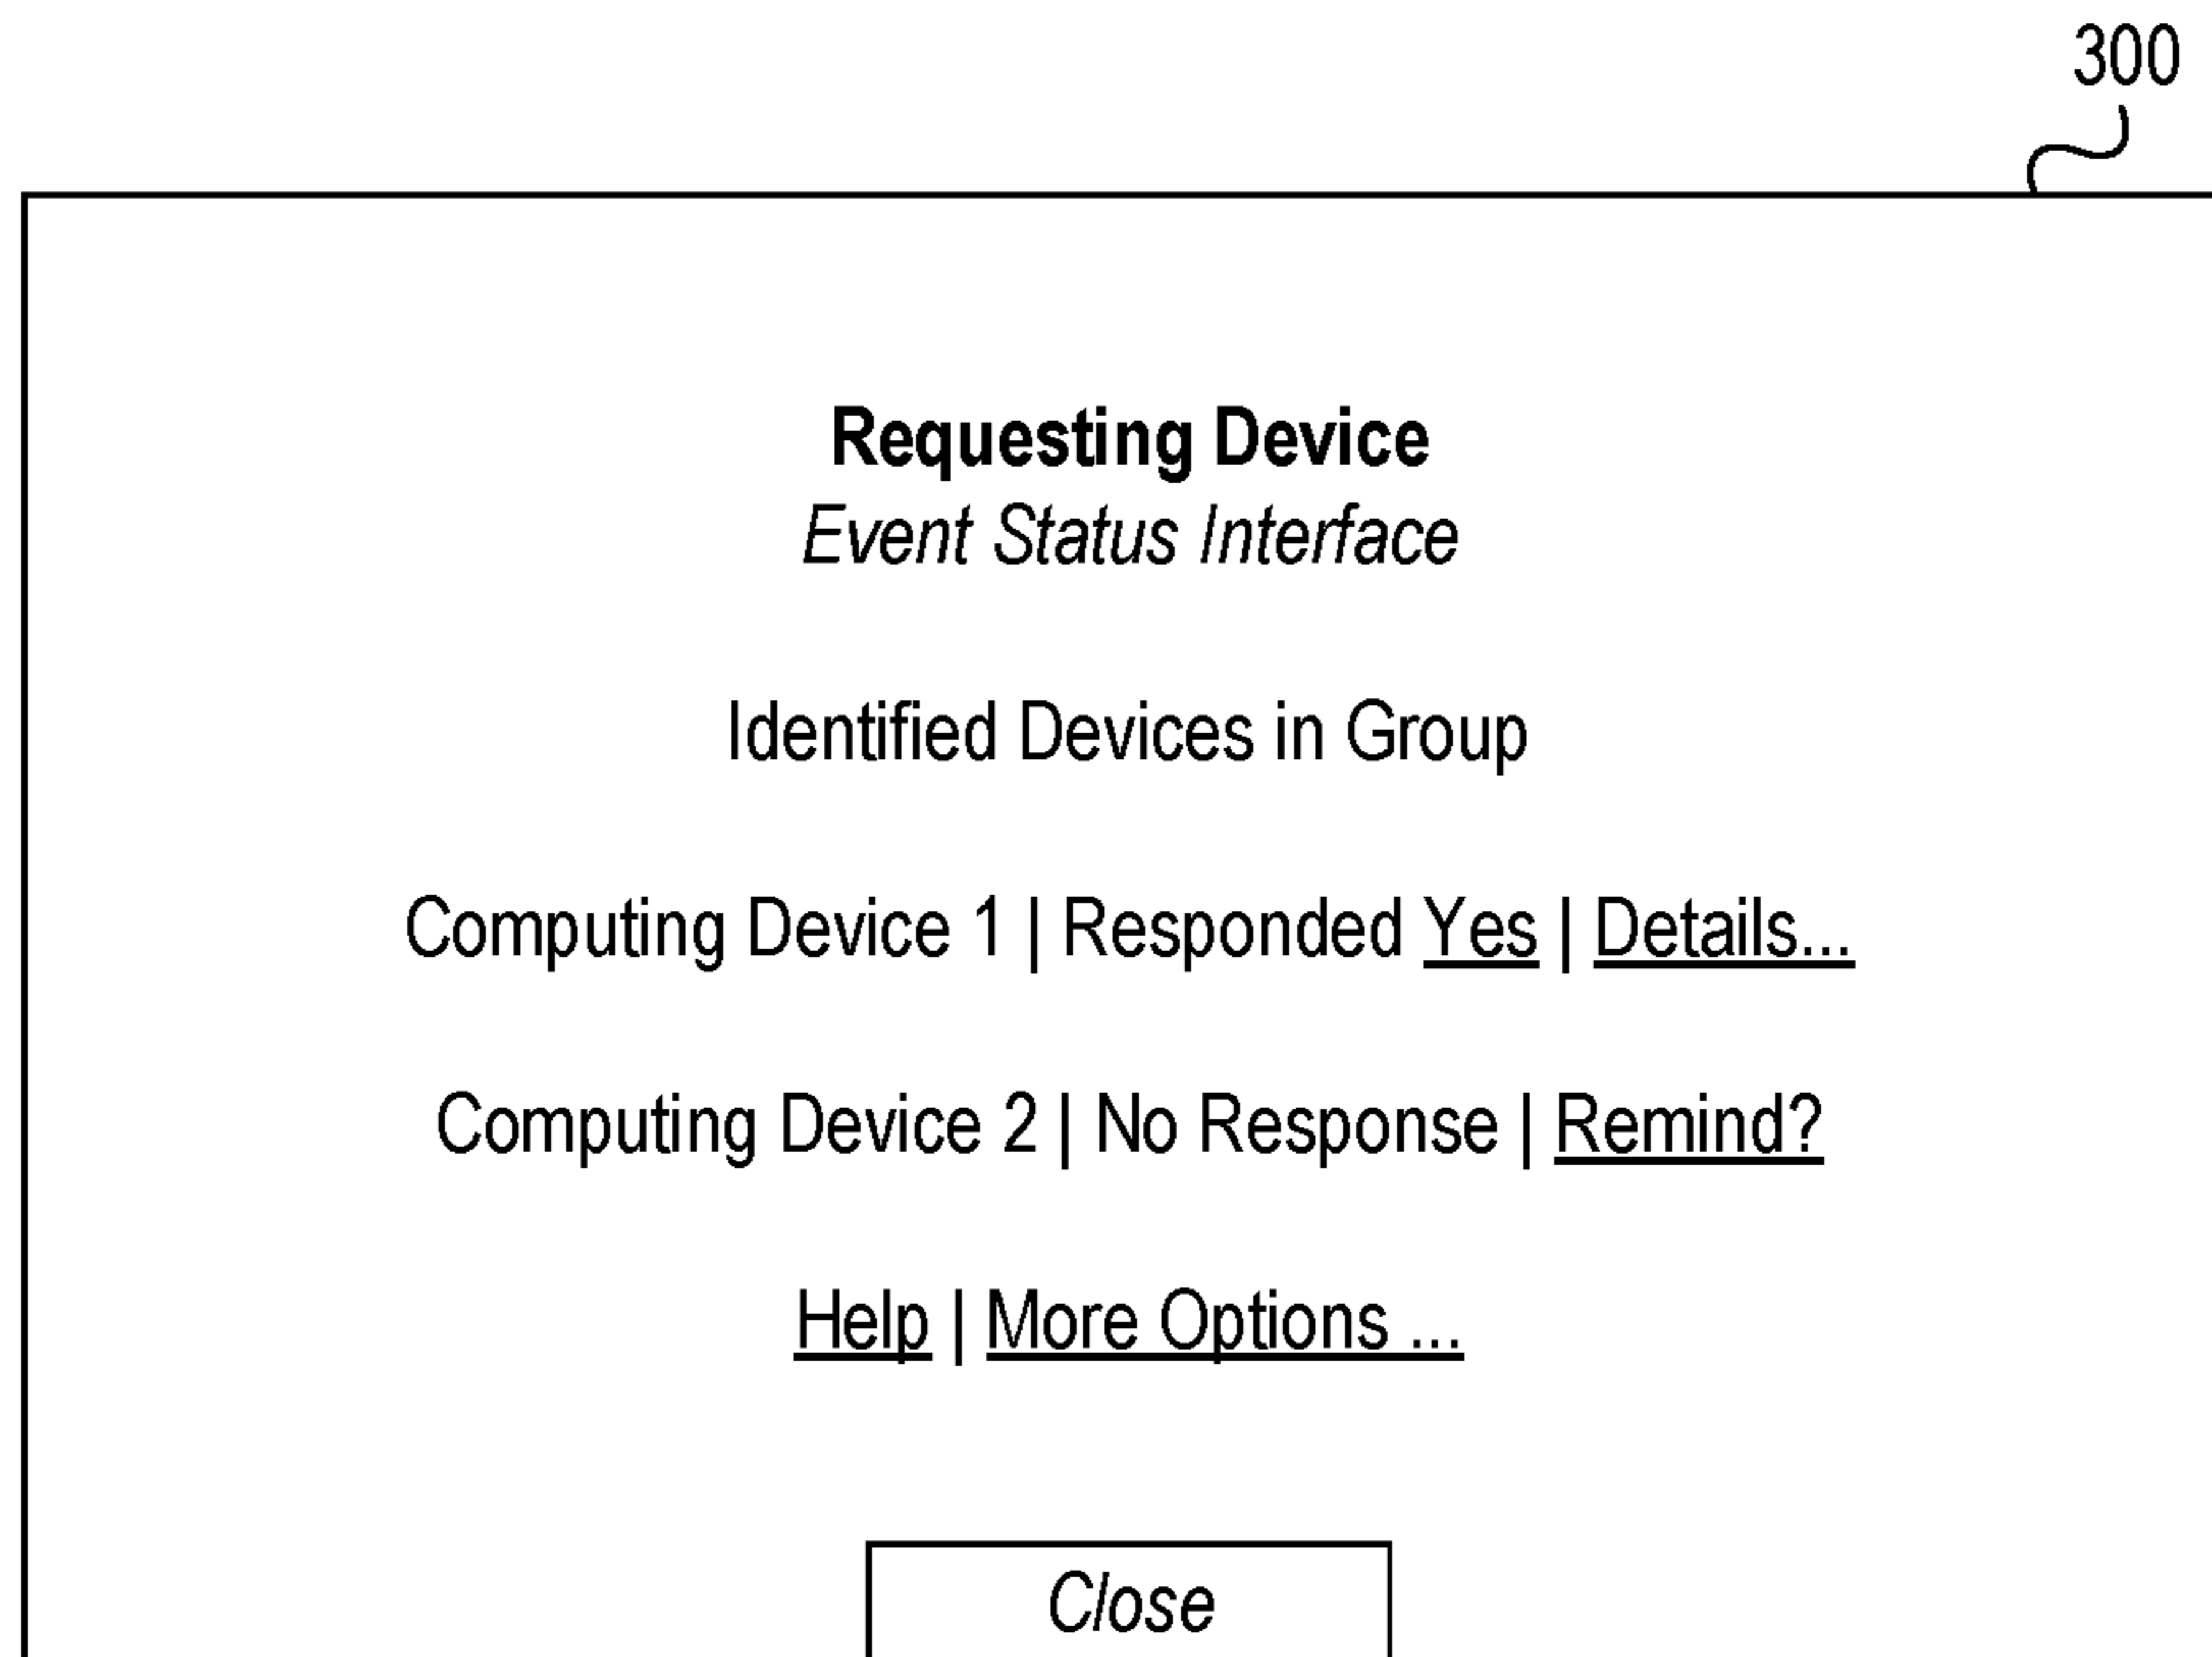 300
Requesting Device
Event Status Interface
Identified Devices in Group
Computing Device 1 | Responded Yes | Details...
Computing Device 2 | No Response | Remind?
Help | More Options ...
Close